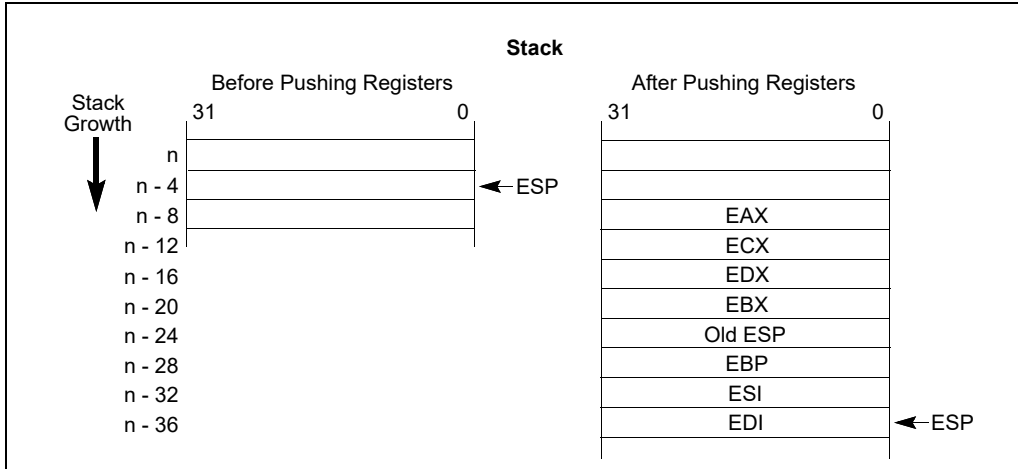 Stack
Before Pushing Registers
After Pushing Registers
Stack
Growth
31 0
31 0
n
n - 4
ESP
n - 8
EAX
n - 12
ECX
n - 16
EDX
n - 20
EBX
n - 24
Old ESP
n - 28
EBP
n - 32
ESI
n - 36
EDI
ESP